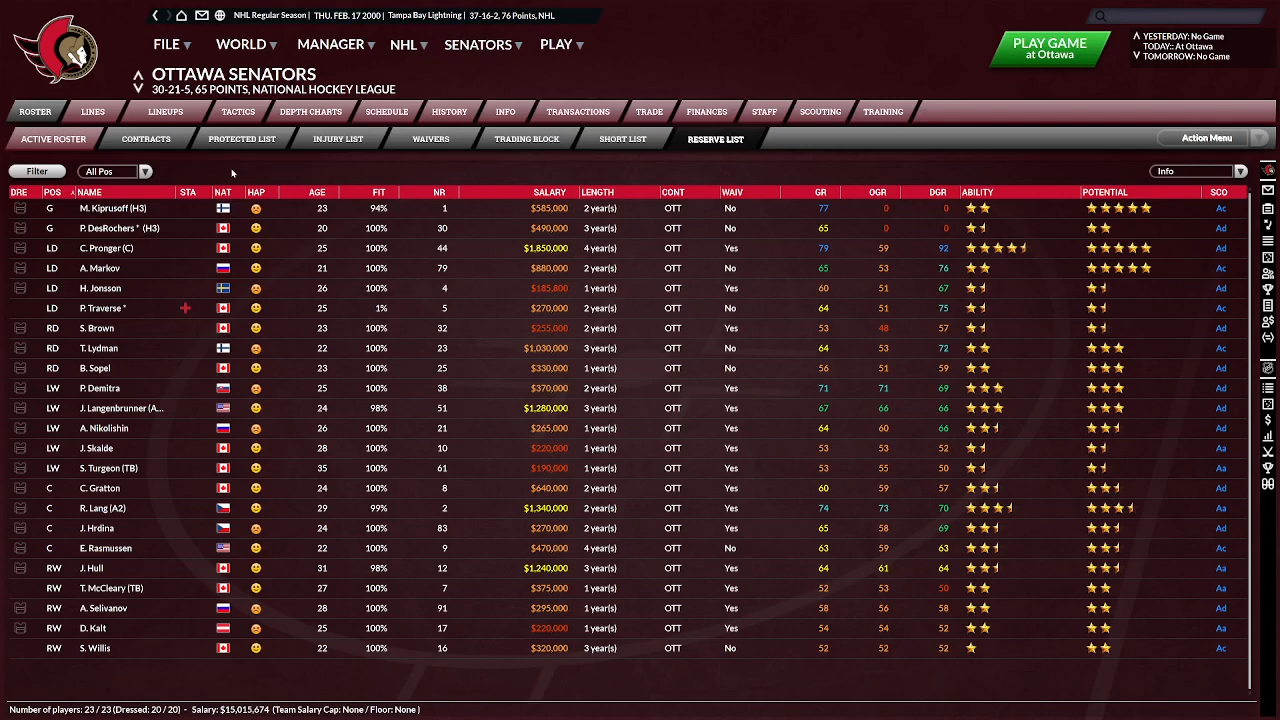 NHL Regular Season | THU. FEB. 17 2000 | Tampa Bay Lightning | 37-16-2, 76 Points, NHL
FILE WORLD MANAGER NHL SENATORS PLAY
PLAY GAME
at Ottawa
YESTERDAY: No Game
TODAY:: At Ottawa
TOMORROW: No Game
OTTAWA SENATORS
30-21-5, 65 POINTS, NATIONAL HOCKEY LEAGUE
ROSTER LINES LINEUPS TACTICS DEPTH CHARTS SCHEDULE HISTORY INFO TRANSACTIONS TRADE FINANCES STAFF SCOUTING TRAINING
ACTIVE ROSTER CONTRACTS PROTECTED LIST INJURY LIST WAIVERS TRADING BLOCK SHORT LIST RESERVE LIST Action Menu
Filter All Pos Info
DRE POS NAME STA NAT HAP AGE FIT NR SALARY LENGTH CONT WAIV GR OGR DGR ABILITY POTENTIAL SCO
G M. Kiprusoff (H3) 23 94% 1 $585,000 2 year(s) OTT No 77 0 0 Ac
G P. DesRochers * (H3) 20 100% 30 $490,000 2 year(s) OTT No 65 0 0 Ad
LD C. Pronger (C) 25 100% 44 $1,850,000 4 year(s) OTT Yes 79 59 92 Ad
LD A. Markov 21 100% 79 $880,000 2 year(s) OTT No 65 53 76 Ac
LD H. Jonsson 26 100% 4 $185,800 1 year(s) OTT Yes 60 51 67 Ad
LD P. Traverse * 25 1% 5 $270,000 2 year(s) OTT No 64 51 75 Ac
RD S. Brown 23 100% 32 $255,000 2 year(s) OTT Yes 53 48 57 Ad
RD T. Lydman 22 100% 23 $1,030,000 3 year(s) OTT No 64 53 72 Ac
RD B. Sopel 23 100% 25 $330,000 1 year(s) OTT No 56 51 59 Ac
LW P. Demitra 25 100% 38 $370,000 2 year(s) OTT Yes 71 71 69 Ad
LW J. Langenbrunner (A... 24 98% 51 $1,280,000 3 year(s) OTT Yes 67 66 66 Ad
LW A. Nikolishin 26 100% 21 $265,000 1 year(s) OTT Yes 64 60 66 Ad
LW J. Skalde 28 100% 10 $220,000 1 year(s) OTT Yes 53 53 52 Aa
LW S. Turgeon (TB) 35 100% 61 $190,000 1 year(s) OTT Yes 53 55 50 Aa
C C. Gratton 24 100% 8 $640,000 2 year(s) OTT Yes 60 59 57 Ad
C R. Lang (A2) 29 99% 2 $1,340,000 2 year(s) OTT Yes 74 73 70 Aa
C J. Hrdina 24 100% 83 $270,000 2 year(s) OTT Yes 65 58 69 Ad
C E. Rasmussen 22 100% 9 $470,000 4 year(s) OTT No 63 59 63 Ac
RW J. Hull 31 98% 12 $1,240,000 3 year(s) OTT Yes 64 61 64 Aa
RW T. McCleary (TB) 27 100% 7 $375,000 1 year(s) OTT Yes 52 53 50 Aa
RW A. Selivanov 28 100% 91 $295,000 1 year(s) OTT Yes 58 56 58 Ad
RW D. Kalt 25 100% 17 $220,000 1 year(s) OTT Yes 54 54 52 Aa
RW S. Willis 22 100% 16 $320,000 3 year(s) OTT No 52 52 52 Ac
Number of players: 23 / 23 (Dressed: 20 / 20) - Salary: $15,015,674 (Team Salary Cap: None / Floor: None )